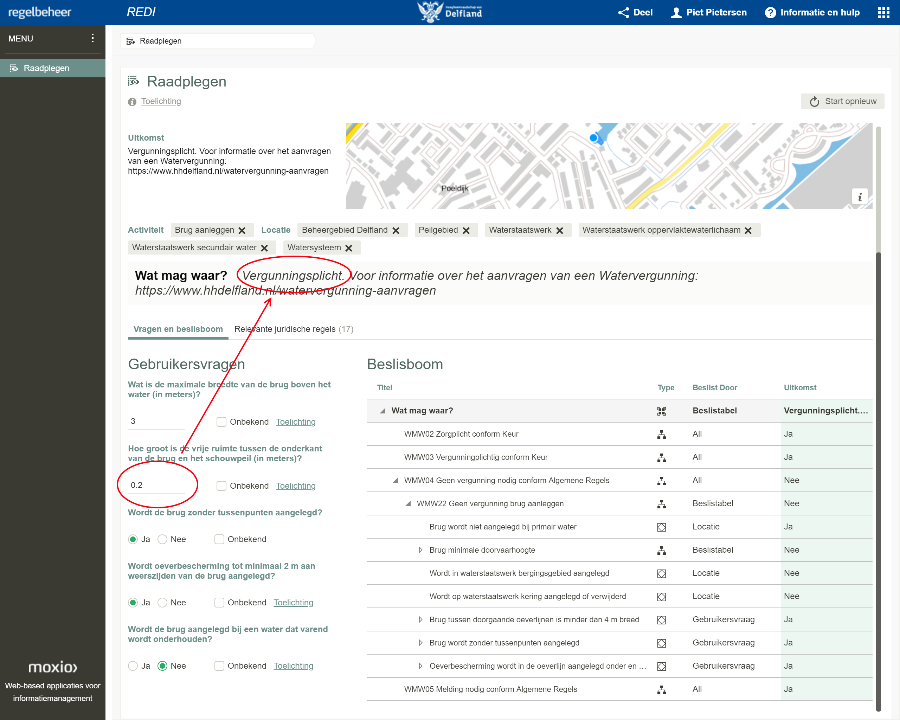 regelbeheer
REDI
Delfland
Deel
Piet Pietersen
Informatie en hulp
MENU
Raadplegen
Raadplegen
Raadplegen
Toelichting
Start opnieuw
Uitkomst
Vergunningsplicht. Voor informatie over het aanvragen
van een Watervergunning.
https://www.hhdelfland.nl/watervergunning-aanvragen
Poeldijk
i
Activiteit Brug aanleggen Locatie Beheergebied Delfland Peilgebied Waterstaatswerk Waterstaatswerk oppervlaktewaterlichaam
Waterstaatswerk secundair water Watersysteem
Wat mag waar? Vergunningsplicht. Voor informatie over het aanvragen van een Watervergunning:
https://www.hhdelfland.nl/watervergunning-aanvragen
Vragen en beslisboom Relevante juridische regels (17)
Gebruikersvragen
Wat is de maximale breedte van de brug boven het
water (in meters)?
3 Onbekend Toelichting
Hoe groot is de vrije ruimte tussen de onderkant
van de brug en het schouwpeil (in meters)?
0.2 Onbekend Toelichting
Wordt de brug zonder tussenpunten aangelegd?
Ja Nee Onbekend
Wordt oeverbescherming tot minimaal 2 m aan
weerszijden van de brug aangelegd?
Ja Nee Onbekend Toelichting
Wordt de brug aangelegd bij een water dat varend
wordt onderhouden?
Ja Nee Onbekend Toelichting
Beslisboom
Titel Type Beslist Door Uitkomst
Wat mag waar? Beslistabel Vergunningsplicht....
WMW02 Zorgplicht conform Keur All Ja
WMW03 Vergunningplichtig conform Keur All Ja
WMW04 Geen vergunning nodig conform Algemene Regels All Nee
WMW22 Geen vergunning brug aanleggen Beslistabel Nee
Brug wordt niet aangelegd bij primair water Locatie Ja
Brug minimale doorvaarhoogte Beslistabel Nee
Wordt in waterstaatswerk bergingsgebied aangelegd Locatie Nee
Wordt op waterstaatswerk kering aangelegd of verwijderd Locatie Nee
Brug tussen doorgaande oeverlijnen is minder dan 4 m breed Gebruikersvraag Ja
Brug wordt zonder tussenpunten aangelegd Gebruikersvraag Ja
Oeverbescherming wordt in de oeverlijn aangelegd onder en ... Gebruikersvraag Ja
WMW05 Melding nodig conform Algemene Regels All Ja
moxio
Web-based applicaties voor
informatiemanagement